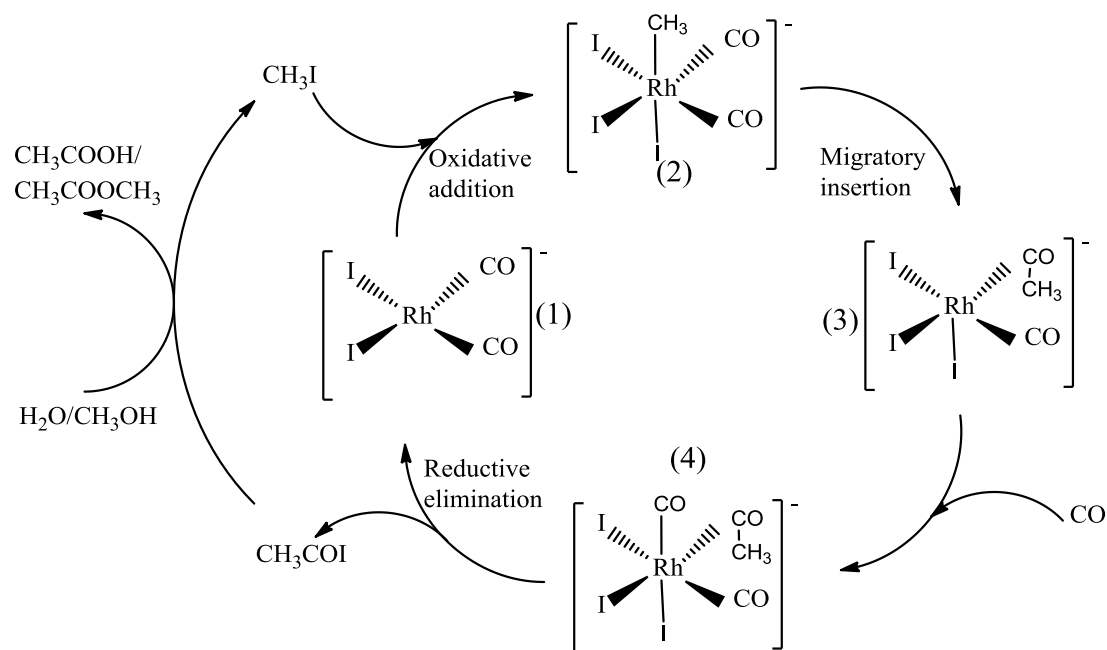 CH₃I
CH₃COOH/
CH₃COOCH₃
H₂O/CH₃OH
CH₃COI
Oxidative
addition
I
CH₃
CO
Rh
I
CO
I
-
(2)
Migratory
insertion
I
CO
Rh
I
CO
-
(1)
(3)
I
CO
CH₃
Rh
I
CO
I
-
CO
(4)
CO
I
CO
CH₃
Rh
I
CO
I
-
Reductive
elimination